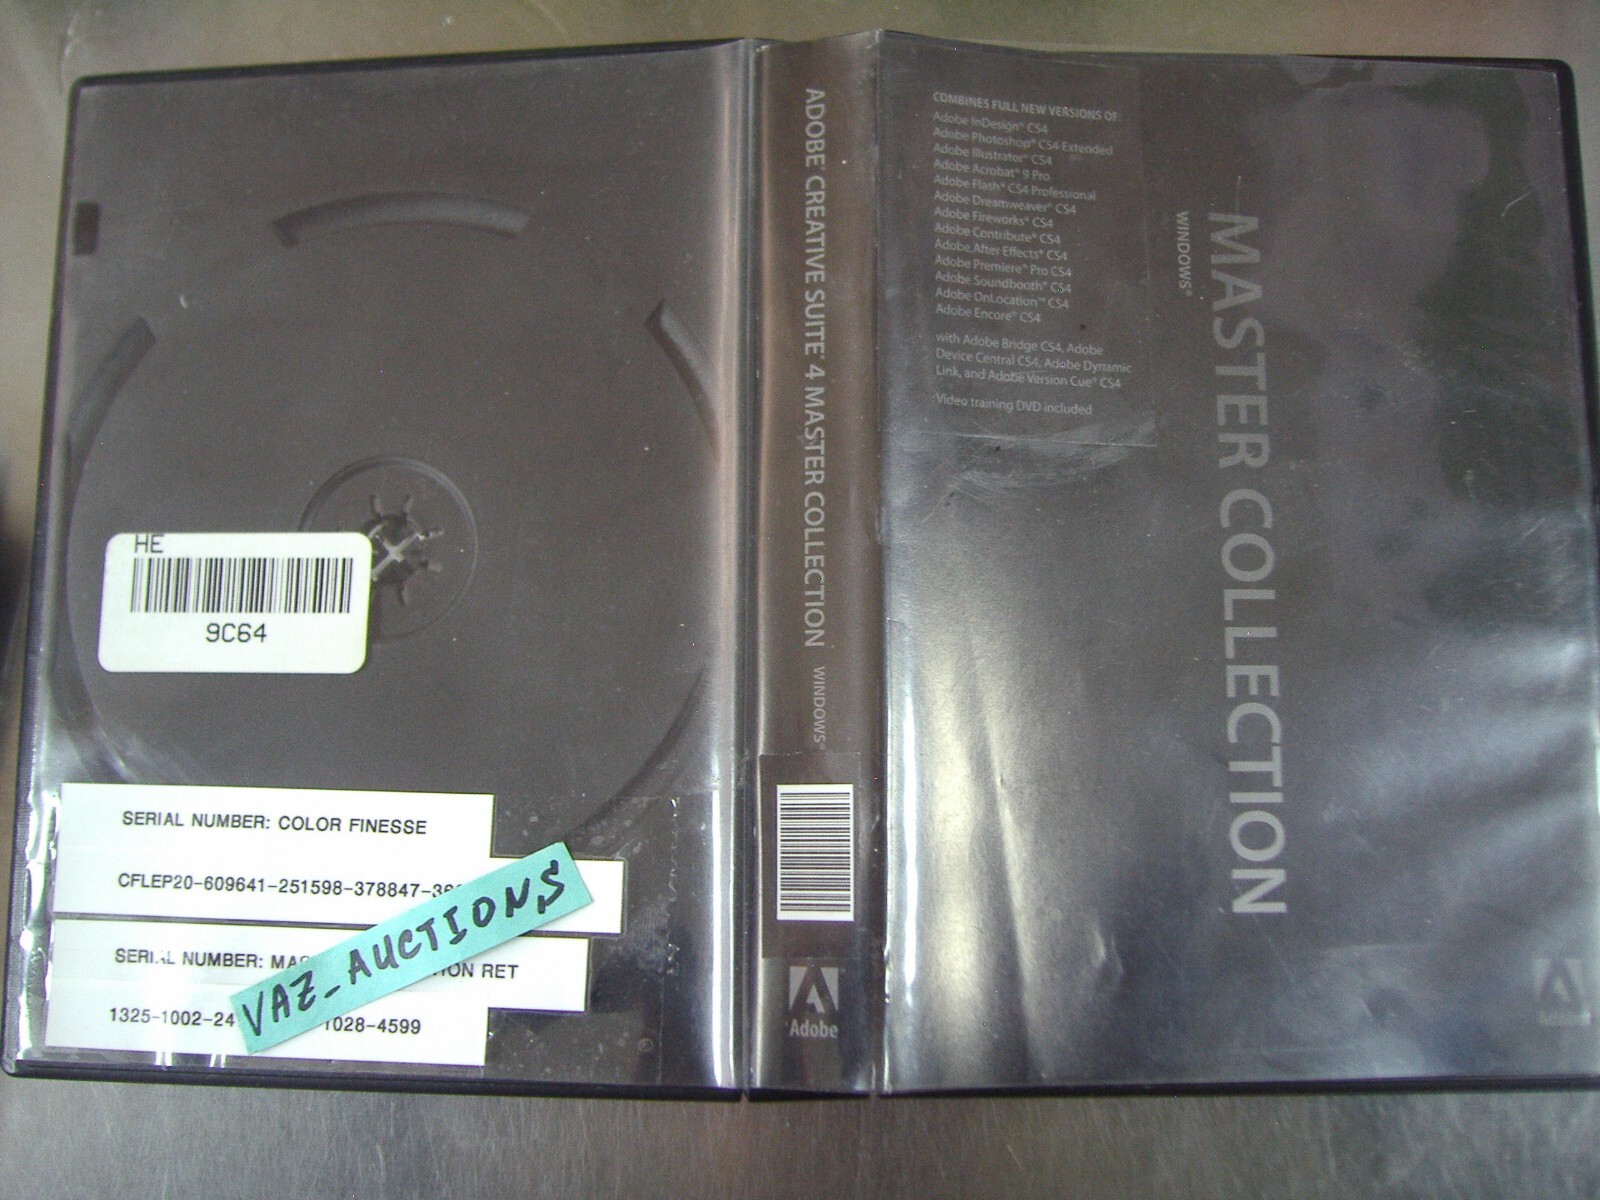 HE
9C64
SERIAL NUMBER: COLOR FINESSE
CFLEP20-609641-251598-378847-
SERIAL NUMBER: RET
1325-1002-24 1028-4599
VAZ_AUCTIONS
ADOBE CREATIVE SUITE 4 MASTER COLLECTION WINDOWS®
Adobe
COMBINES FULL NEW VERSIONS OF:
Adobe InDesign® CS4
Adobe Photoshop® CS4 Extended
Adobe Illustrator® CS4
Adobe Acrobat® 9 Pro
Adobe Flash® CS4 Professional
Adobe Dreamweaver® CS4
Adobe Fireworks® CS4
Adobe Contribute® CS4
Adobe After Effects® CS4
Adobe Premiere® Pro CS4
Adobe Soundbooth® CS4
Adobe OnLocation™ CS4
Adobe Encore® CS4
with Adobe Bridge CS4, Adobe
Device Central CS4, Adobe Dynamic
Link, and Adobe Version Cue® CS4
Video training DVD included
MASTER COLLECTION
WINDOWS®